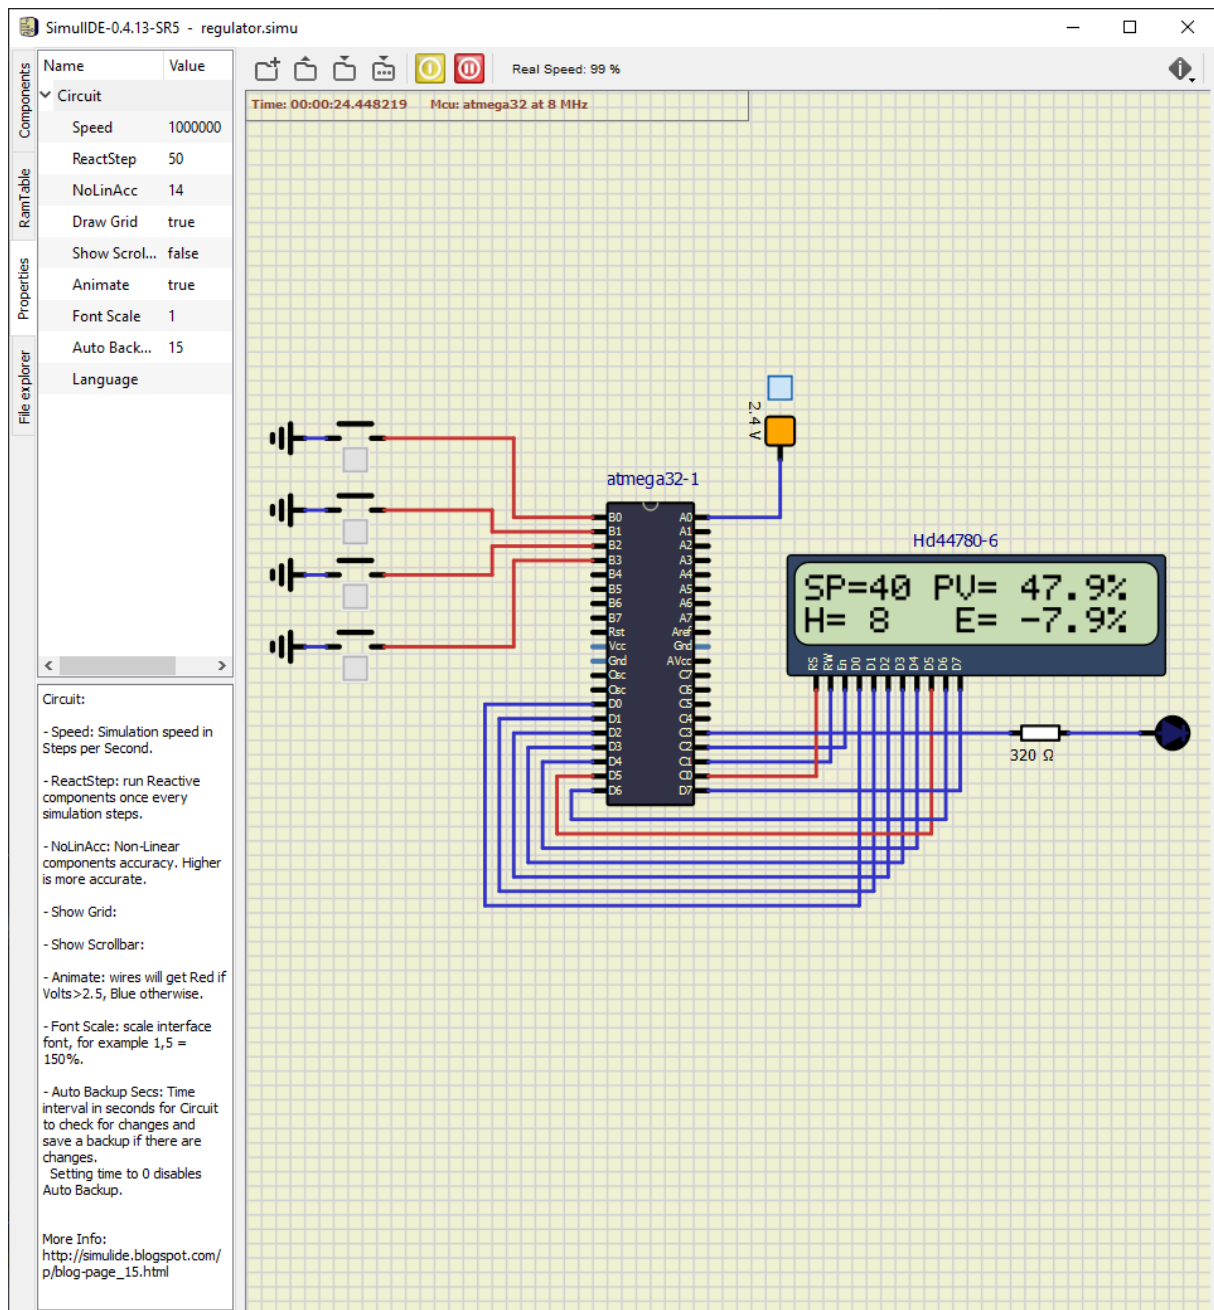 SimulIDE-0.4.13-SR5 - regulator.simu
Components
RamTable
Properties
File explorer
Name Value
Circuit
Speed 1000000
ReactStep 50
NoLinAcc 14
Draw Grid true
Show Scrol... false
Animate true
Font Scale 1
Auto Back... 15
Language
Circuit:
- Speed: Simulation speed in
Steps per Second.
- ReactStep: run Reactive
components once every
simulation steps.
- NoLinAcc: Non-Linear
components accuracy. Higher
is more accurate.
- Show Grid:
- Show Scrollbar:
- Animate: wires will get Red if
Volts>2.5, Blue otherwise.
- Font Scale: scale interface
font, for example 1,5 =
150%.
- Auto Backup Secs: Time
interval in seconds for Circuit
to check for changes and
save a backup if there are
changes.
Setting time to 0 disables
Auto Backup.
More Info:
http://simulide.blogspot.com/
p/blog-page_15.html
Real Speed: 99 %
Time: 00:00:24.448219 Mcu: atmega32 at 8 MHz
2.4 V
atmega32-1
B0 A0
B1 A1
B2 A2
B3 A3
B4 A4
B5 A5
B6 A6
B7 A7
Rst Aref
Vcc Gnd
Gnd AVcc
Osc C7
Osc C6
D0 C5
D1 C4
D2 C3
D3 C2
D4 C1
D5 C0
D6 D7
Hd44780-6
SP=40 PV= 47.9%
H= 8 E= -7.9%
RS RW En D0 D1 D2 D3 D4 D5 D6 D7
320 Ω